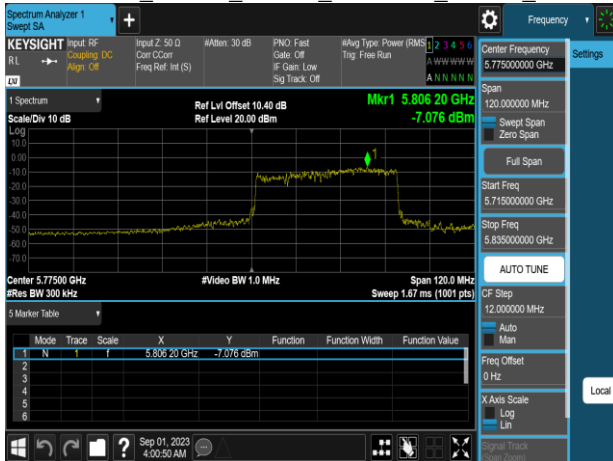 Spectrum Analyzer 1
Swept SA
Frequency
KEYSIGHT
Input: RF
Input Z: 50 Ω
#Atten: 30 dB
PNO: Fast
#Avg Type: Power (RMS
1 2 3 4 5 6
RL
Coupling: DC
Corr CCorr
Gate: Off
Trig: Free Run
A WW WW W
Align: Off
Freq Ref: Int (S)
IF Gain: Low
Sig Track: Off
A N N N N N
LXI
1 Spectrum
Ref Lvl Offset 10.40 dB
Mkr1 5.806 20 GHz
Scale/Div 10 dB
Ref Level 20.00 dBm
-7.076 dBm
Log
10.0
0.00
-10.0
-20.0
-30.0
-40.0
-50.0
-60.0
-70.0
1
Center 5.77500 GHz
#Video BW 1.0 MHz
Span 120.0 MHz
#Res BW 300 kHz
Sweep 1.67 ms (1001 pts)
5 Marker Table
Mode Trace Scale X Y Function Function Width Function Value
1 N 1 f 5.806 20 GHz -7.076 dBm
2
3
4
5
6
Sep 01, 2023
4:00:50 AM
Center Frequency
5.775000000 GHz
Settings
Span
120.000000 MHz
Swept Span
Zero Span
Full Span
Start Freq
5.715000000 GHz
Stop Freq
5.835000000 GHz
AUTO TUNE
CF Step
12.000000 MHz
Auto
Man
Freq Offset
0 Hz
Local
X Axis Scale
Log
Lin
Signal Track
(Span Zoom)